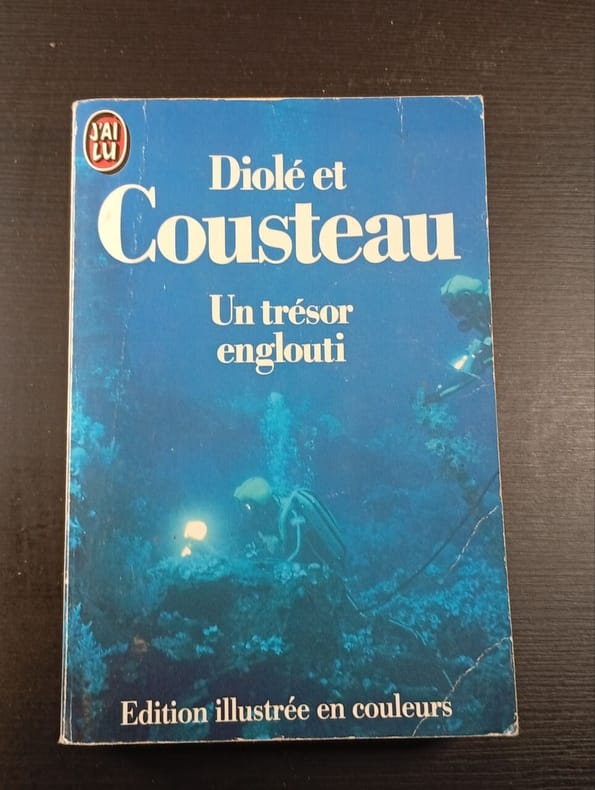 J'AI
LU
Diolé et
Cousteau
Un trésor
englouti
Edition illustrée en couleurs